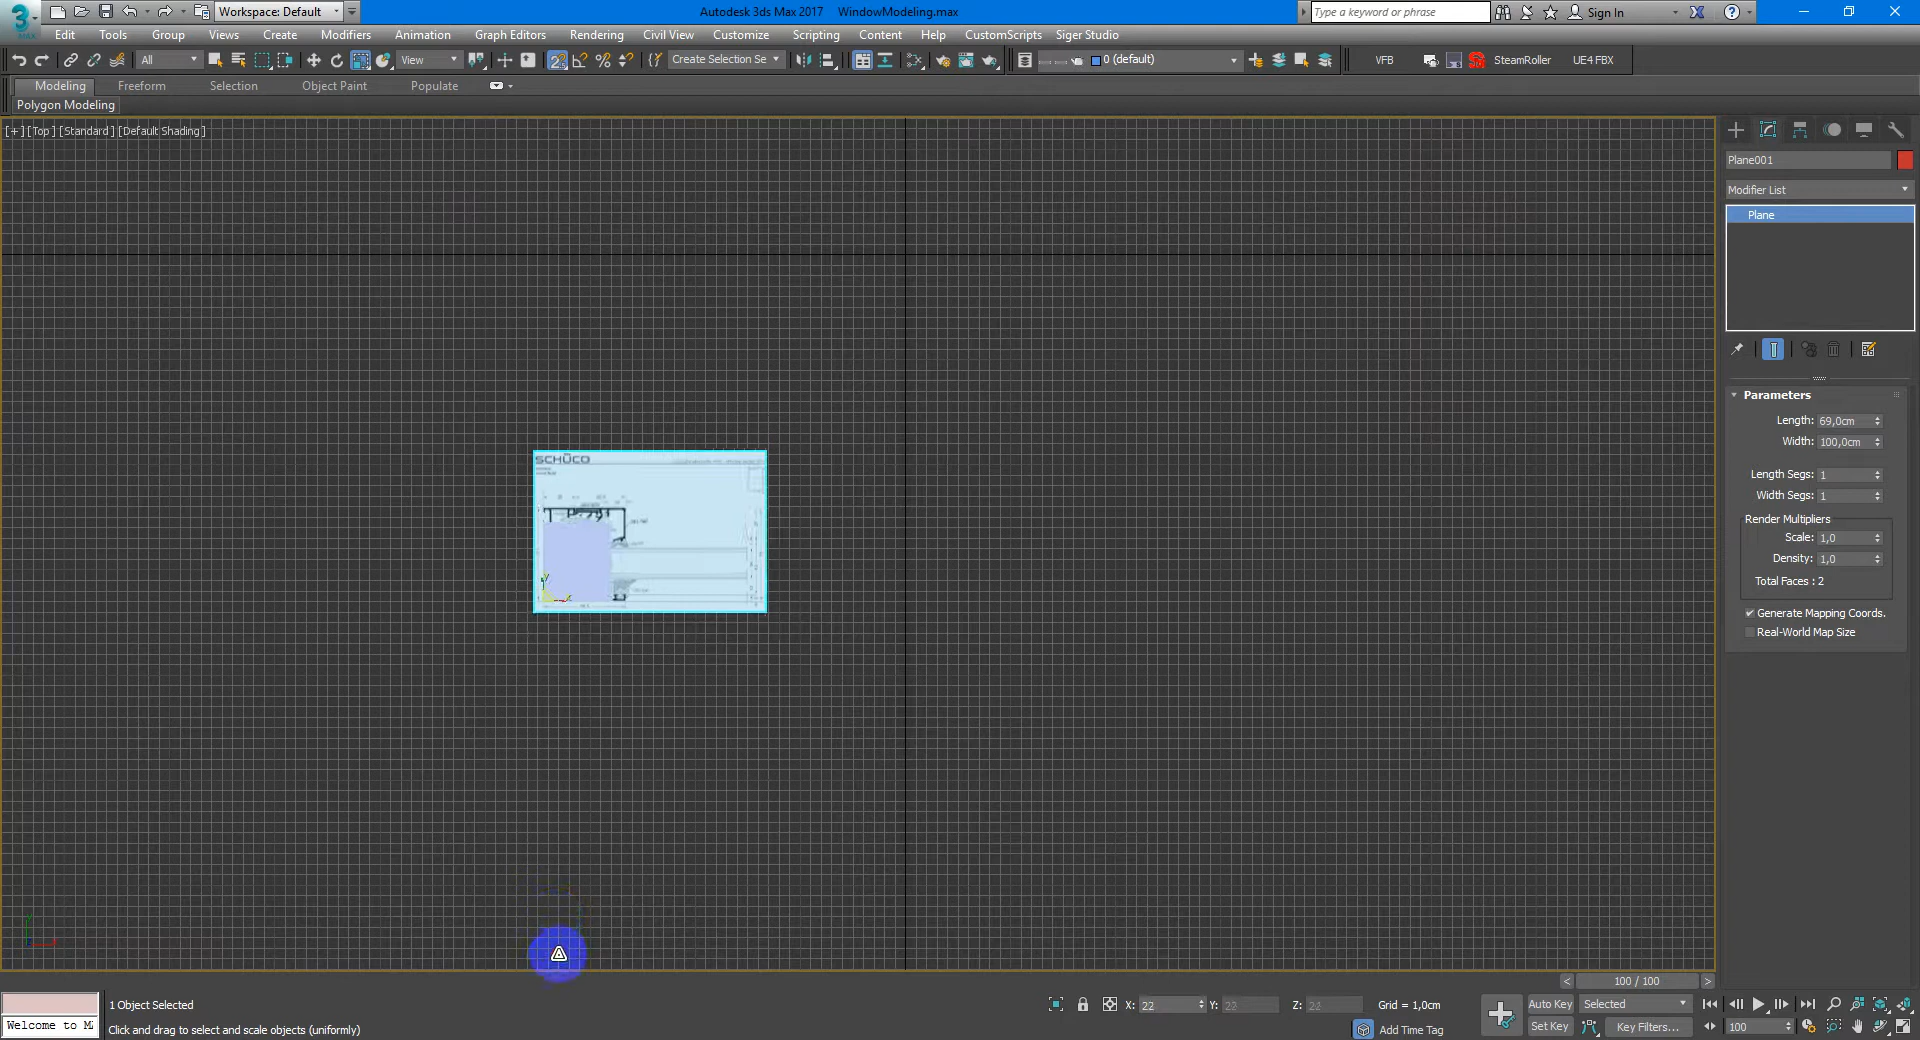 Workspace: Default
Autodesk 3ds Max 2017 WindowModeling.max
Type a keyword or phrase
Sign In
3
MAX
Edit Tools Group Views Create Modifiers Animation Graph Editors Rendering Civil View Customize Scripting Content Help CustomScripts Siger Studio
All
View
Create Selection Se
0 (default)
VFB
SteamRoller
UE4 FBX
Modeling Freeform Selection Object Paint Populate
Polygon Modeling
[+] [Top] [Standard] [Default Shading]
Plane001
Modifier List
Plane
Parameters
Length: 69,0cm
Width: 100,0cm
Length Segs: 1
Width Segs: 1
Render Multipliers
Scale: 1,0
Density: 1,0
Total Faces : 2
Generate Mapping Coords.
Real-World Map Size
SCHÜCO
< 100 / 100 >
1 Object Selected
X: 22 Y: 22 Z: 22 Grid = 1,0cm
Auto Key Selected
Welcome to M
Click and drag to select and scale objects (uniformly)
Add Time Tag
Set Key Key Filters... 100